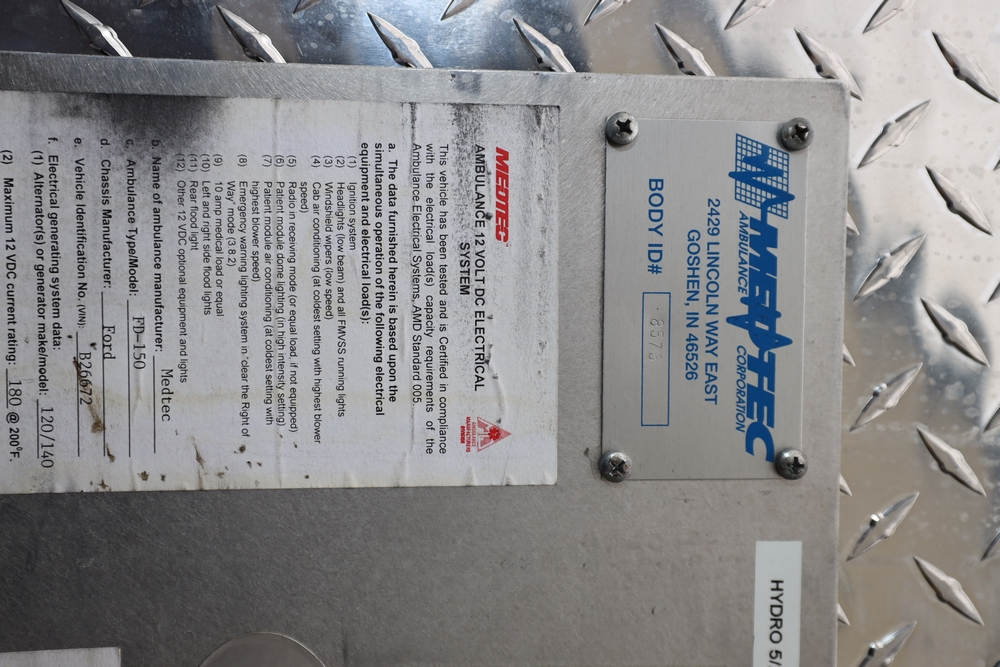 MEDTEC
AMBULANCE CORPORATION
2429 LINCOLN WAY EAST
GOSHEN, IN 46526
BODY ID# 8573
HYDRO 5/
MEDTEC
AMBULANCE 12 VOLT DC ELECTRICAL
SYSTEM
AMBULANCE
MANUFACTURERS
DIVISION
This vehicle has been tested and is Certified in compliance
with the electrical load(s) capacity requirements of the
Ambulance Electrical Systems, AMD Standard 005.
a. The data furnished herein is based upon the
simultaneous operation of the following electrical
equipment and electrical load(s):
(1) Ignition system
(2) Headlights (low beam) and all FMVSS running lights
(3) Windshield wipers (low speed)
(4) Cab air conditioning (at coldest setting with highest blower
speed)
(5) Radio in receiving mode (or equal load, if not equipped)
(6) Patient module dome lighting (in high intensity setting)
(7) Patient module air conditioning (at coldest setting with
highest blower speed)
(8) Emergency warning lighting system in 'clear the Right of
Way' mode (3.8.2)
(9) 10 amp medical load or equal
(10) Left and right side flood lights
(11) Rear flood light
(12) Other 12 VDC optional equipment and lights
b. Name of ambulance manufacturer: Medtec
c. Ambulance Type/Model: FD-150
d. Chassis Manufacturer: Ford
e. Vehicle Identification No. (VIN): B26672
f. Electrical generating system data:
(1) Alternator(s) or generator make/model: 120/140
(2) Maximum 12 VDC current rating: 180 @ 200°F.